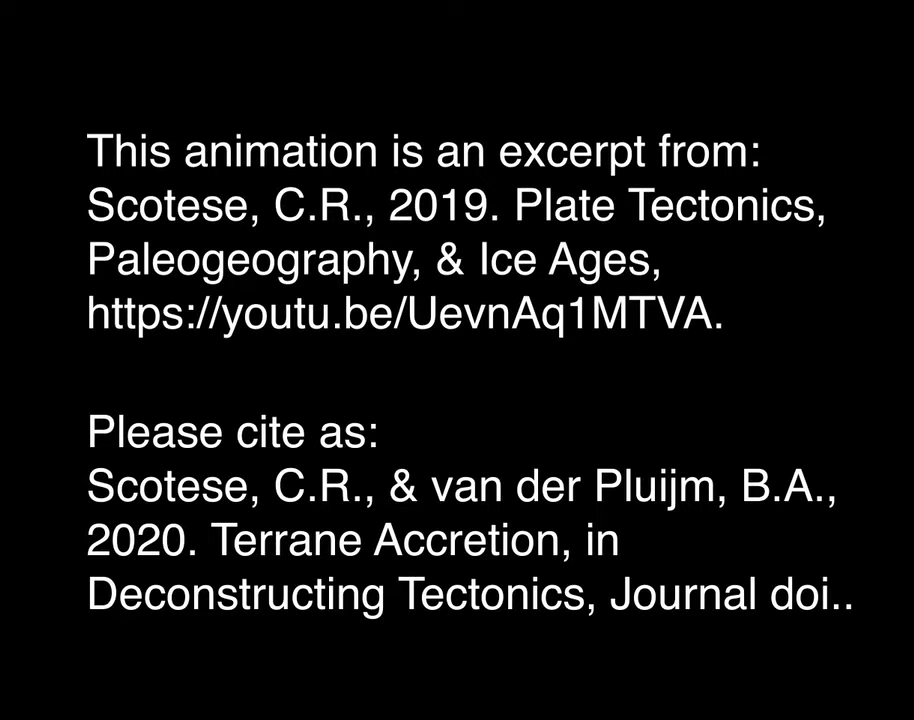 This animation is an excerpt from:
Scotese, C.R., 2019. Plate Tectonics,
Paleogeography, & Ice Ages,
https://youtu.be/UevnAq1MTVA.
Please cite as:
Scotese, C.R., & van der Pluijm, B.A.,
2020. Terrane Accretion, in
Deconstructing Tectonics, Journal doi..